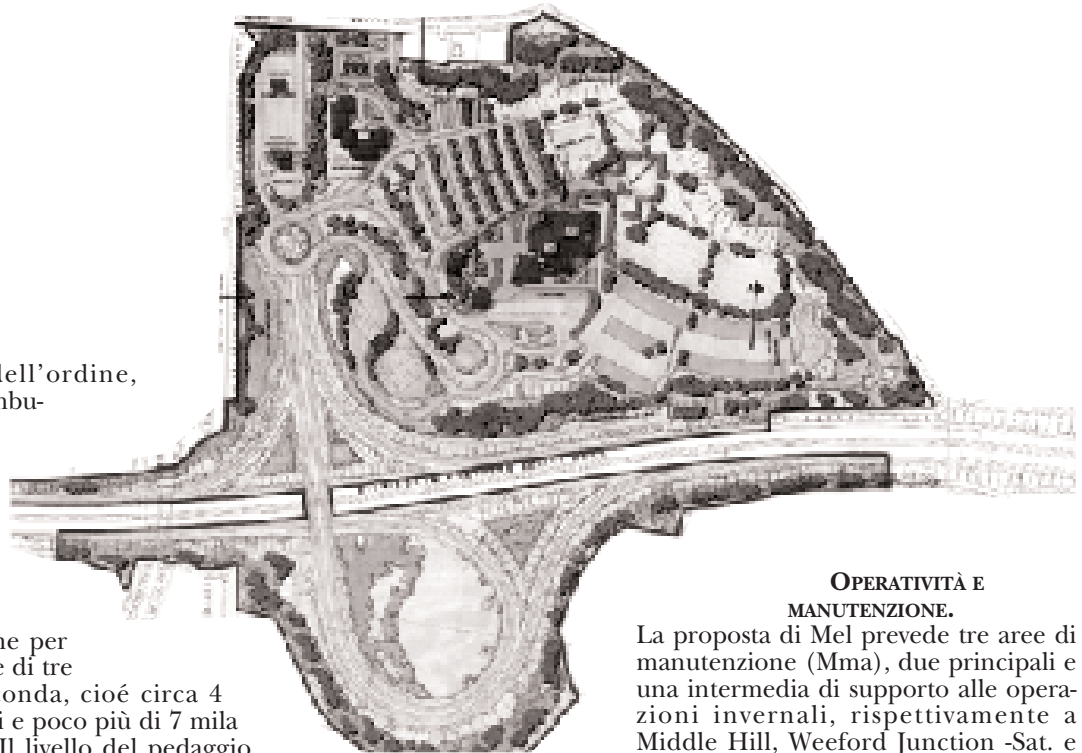 dell'ordine,
mbu-
ne per
e di tre
onda, cioé circa 4
i e poco più di 7 mila
Il livello del pedaggio
OPERATIVITÀ E
MANUTENZIONE.
La proposta di Mel prevede tre aree di
manutenzione (Mma), due principali e
una intermedia di supporto alle opera-
zioni invernali, rispettivamente a
Middle Hill, Weeford Junction -Sat. e